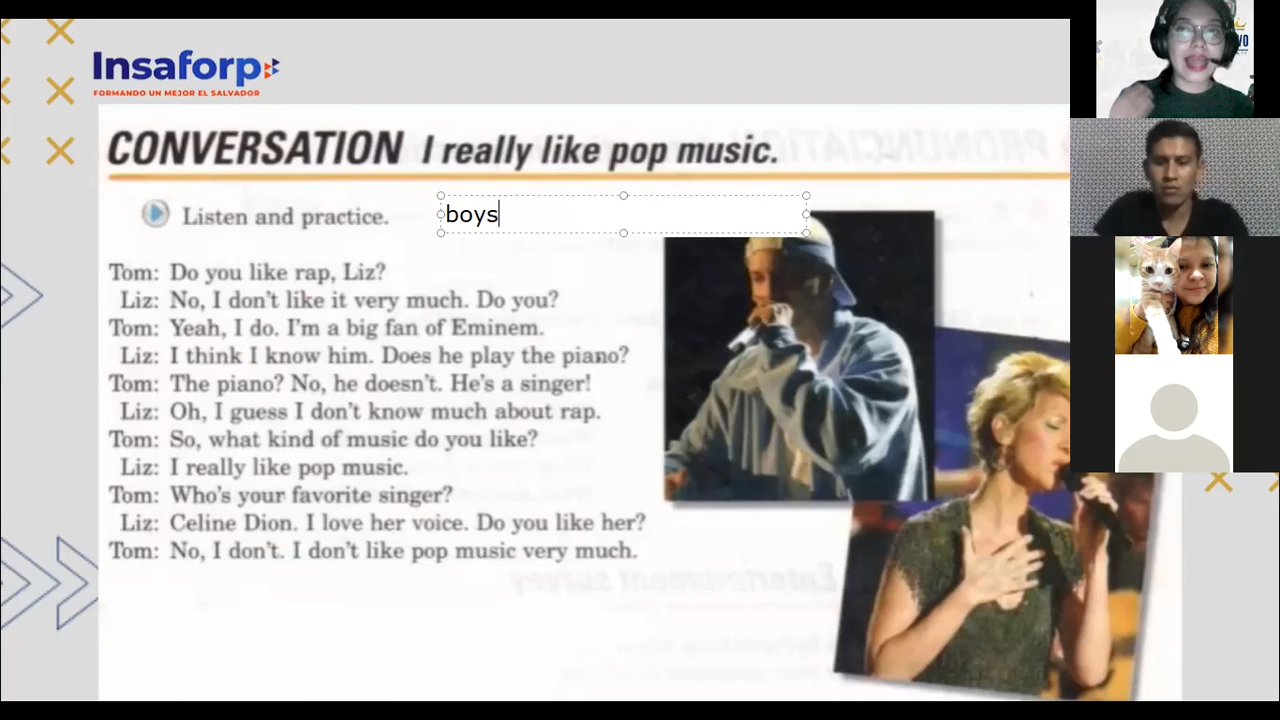 Insaforp
FORMANDO UN MEJOR EL SALVADOR
CONVERSATION I really like pop music.
Listen and practice.
boys
Tom: Do you like rap, Liz?
Liz: No, I don't like it very much. Do you?
Tom: Yeah, I do. I'm a big fan of Eminem.
Liz: I think I know him. Does he play the piano?
Tom: The piano? No, he doesn't. He's a singer!
Liz: Oh, I guess I don't know much about rap.
Tom: So, what kind of music do you like?
Liz: I really like pop music.
Tom: Who's your favorite singer?
Liz: Celine Dion. I love her voice. Do you like her?
Tom: No, I don't. I don't like pop music very much.
Entertainment survey